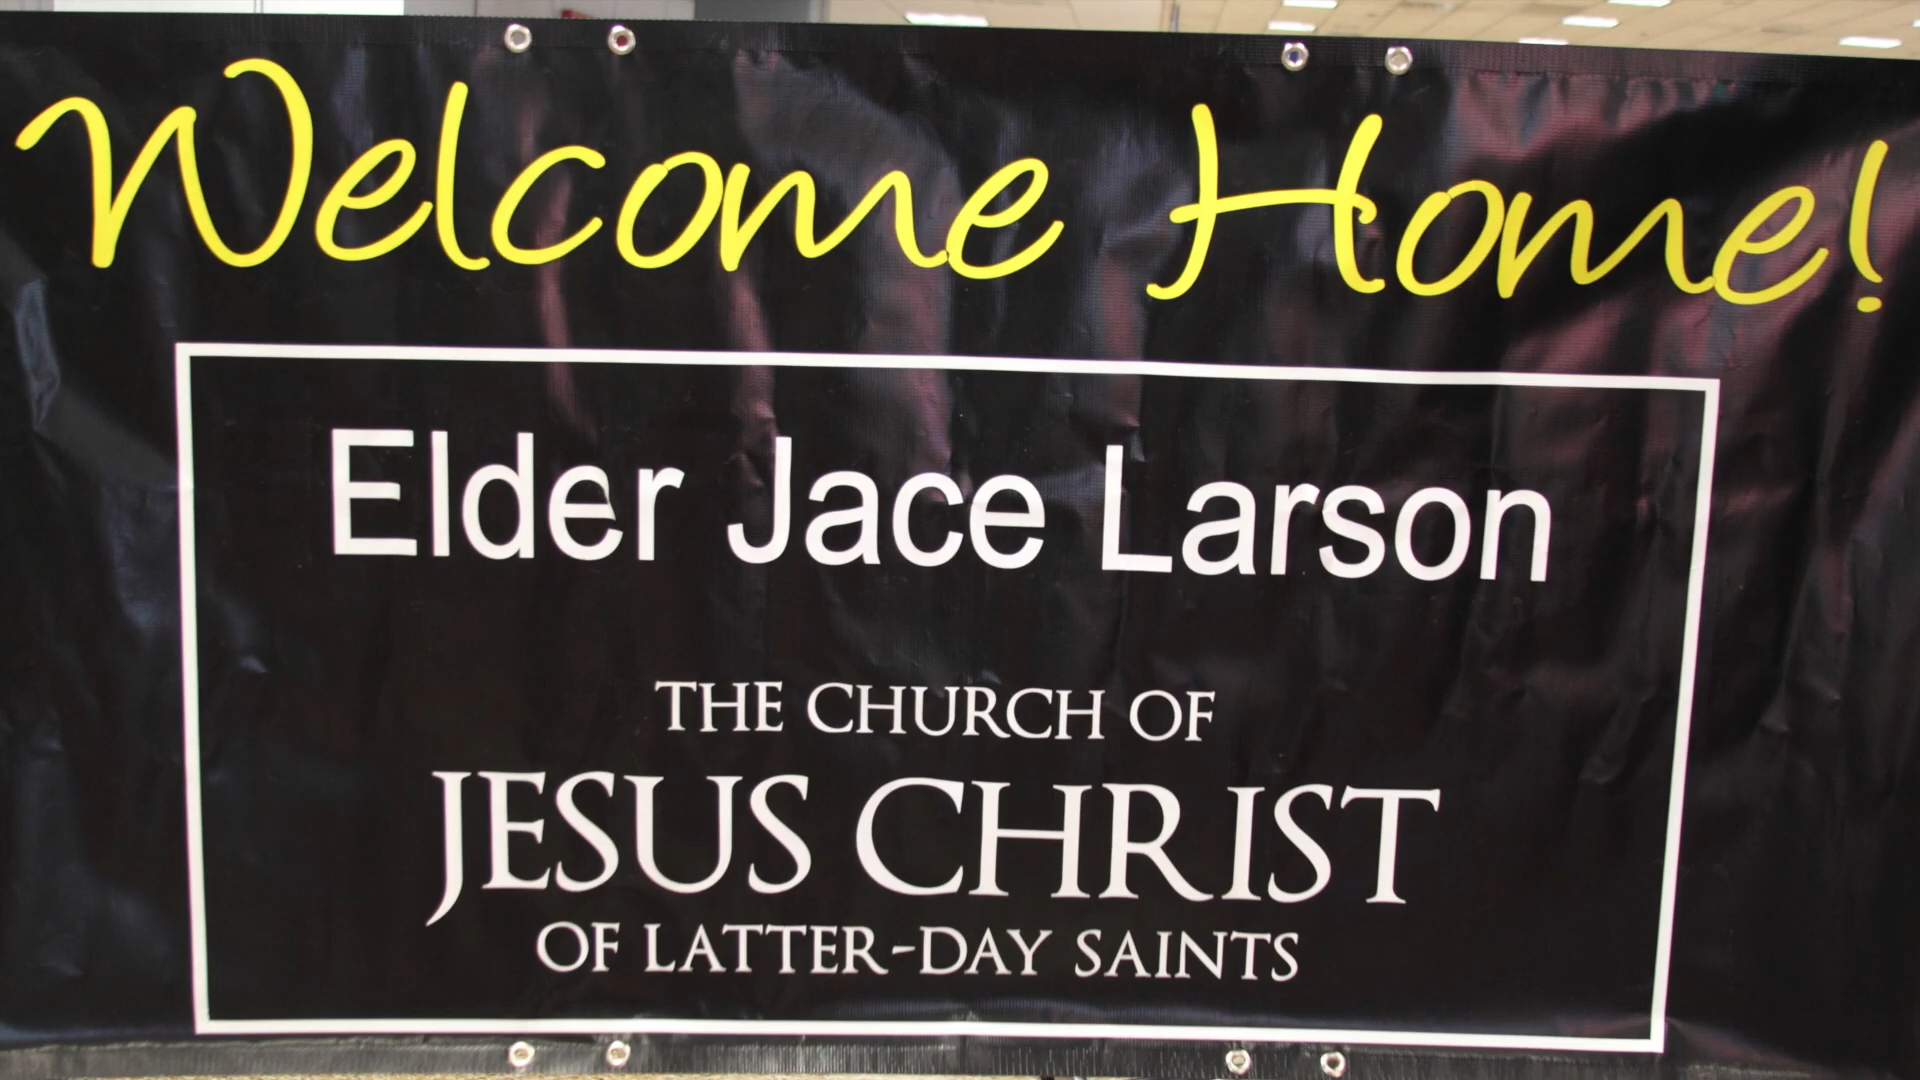 Welcome Home!
Elder Jace Larson
THE CHURCH OF
JESUS CHRIST
OF LATTER-DAY SAINTS